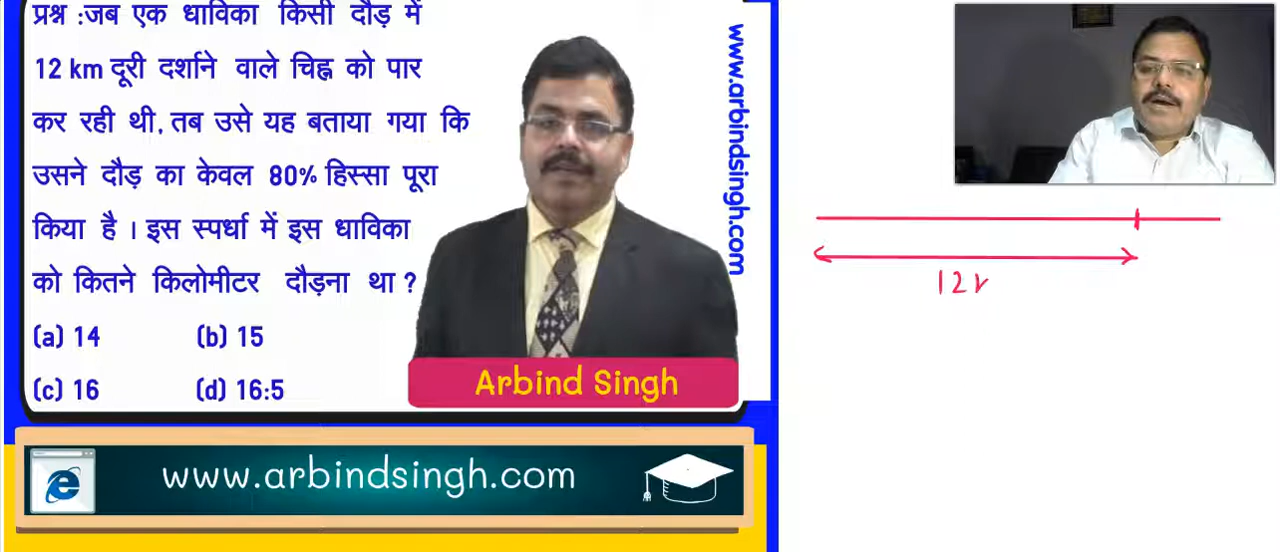 प्रश्न :जब एक धाविका किसी दौड़ में
12 km दूरी दर्शाने वाले चिह्न को पार
कर रही थी, तब उसे यह बताया गया कि
उसने दौड़ का केवल 80% हिस्सा पूरा
किया है । इस स्पर्धा में इस धाविका
को कितने किलोमीटर दौड़ना था ?
(a) 14 (b) 15
(c) 16 (d) 16:5
Arbind Singh
www.arbindsingh.com
www.arbindsingh.com
12